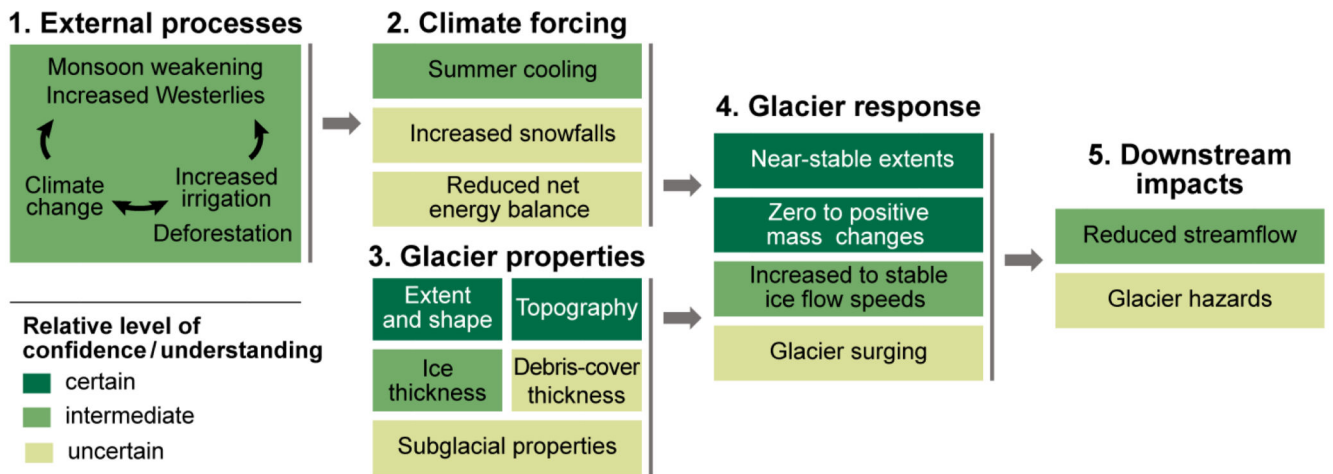 1. External processes
Monsoon weakening
Increased Westerlies
Climate
change
Increased
irrigation
Deforestation
Relative level of
confidence/understanding
certain
intermediate
uncertain
2. Climate forcing
Summer cooling
Increased snowfalls
Reduced net
energy balance
3. Glacier properties
Extent
and shape
Topography
Ice
thickness
Debris-cover
thickness
Subglacial properties
4. Glacier response
Near-stable extents
Zero to positive
mass changes
Increased to stable
ice flow speeds
Glacier surging
5. Downstream
impacts
Reduced streamflow
Glacier hazards